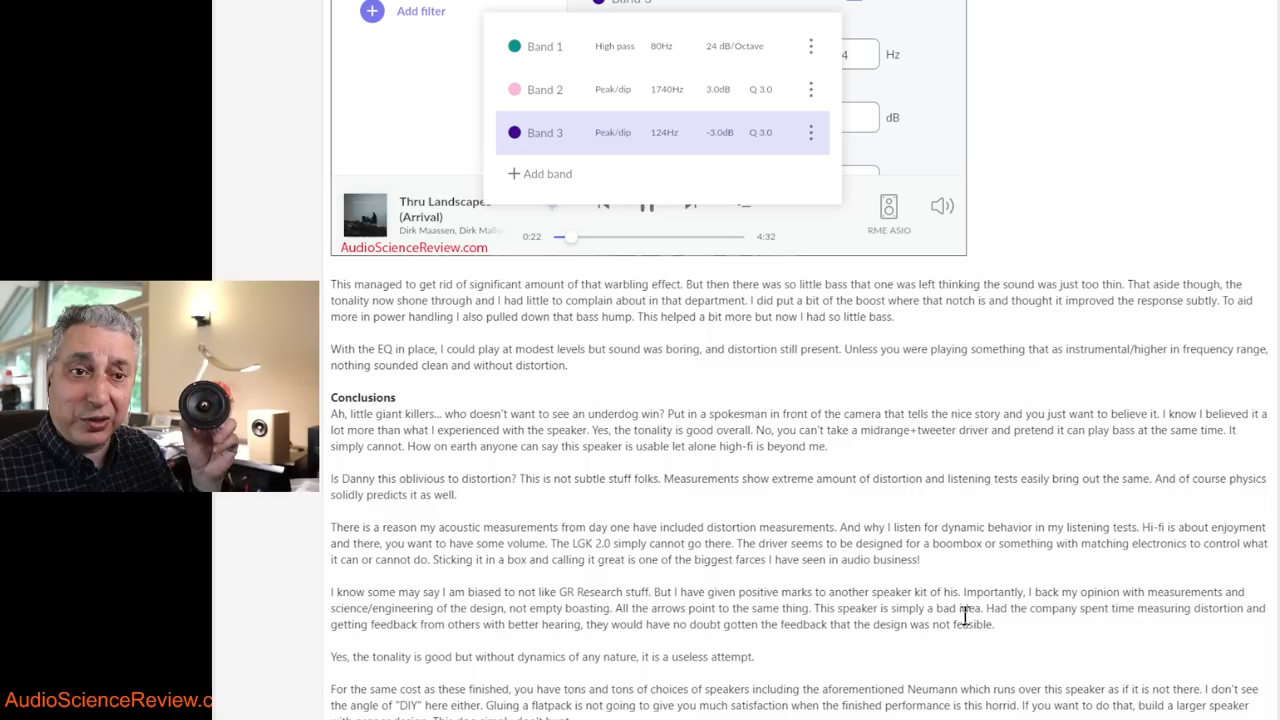 Add filter
Band 1 High pass 80Hz 24 dB/Octave
4 Hz
Band 2 Peak/dip 1740Hz 3.0dB Q 3.0
dB
Band 3 Peak/dip 124Hz -3.0dB Q 3.0
Add band
Thru Landscapes
(Arrival)
Dirk Maassen, Dirk
0:22 4:32
RME ASIO
AudioScienceReview.com
This managed to get rid of significant amount of that warbling effect. But then there was so little bass that one was left thinking the sound was just too thin. That aside though, the
tonality now shone through and I had little to complain about in that department. I did put a bit of the boost where that notch is and thought it improved the response subtly. To aid
more in power handling I also pulled down that bass hump. This helped a bit more but now I had so little bass.
With the EQ in place, I could play at modest levels but sound was boring, and distortion still present. Unless you were playing something that as instrumental/higher in frequency range,
nothing sounded clean and without distortion.
Conclusions
Ah, little giant killers... who doesn't want to see an underdog win? Put in a spokesman in front of the camera that tells the nice story and you just want to believe it. I know I believed it a
lot more than what I experienced with the speaker. Yes, the tonality is good overall. No, you can't take a midrange+tweeter driver and pretend it can play bass at the same time. It
simply cannot. How on earth anyone can say this speaker is usable let alone high-fi is beyond me.
Is Danny this oblivious to distortion? This is not subtle stuff folks. Measurements show extreme amount of distortion and listening tests easily bring out the same. And of course physics
solidly predicts it as well.
There is a reason my acoustic measurements from day one have included distortion measurements. And why I listen for dynamic behavior in my listening tests. Hi-fi is about enjoyment
and there, you want to have some volume. The LGK 2.0 simply cannot go there. The driver seems to be designed for a boombox or something with matching electronics to control what
it can or cannot do. Sticking it in a box and calling it great is one of the biggest farces I have seen in audio business!
I know some may say I am biased to not like GR Research stuff. But I have given positive marks to another speaker kit of his. Importantly, I back my opinion with measurements and
science/engineering of the design, not empty boasting. All the arrows point to the same thing. This speaker is simply a bad idea. Had the company spent time measuring distortion and
getting feedback from others with better hearing, they would have no doubt gotten the feedback that the design was not feasible.
Yes, the tonality is good but without dynamics of any nature, it is a useless attempt.
For the same cost as these finished, you have tons and tons of choices of speakers including the aforementioned Neumann which runs over this speaker as if it is not there. I don't see
the angle of "DIY" here either. Gluing a flatpack is not going to give you much satisfaction when the finished performance is this horrid. If you want to do that, build a larger speaker
AudioScienceReview.c